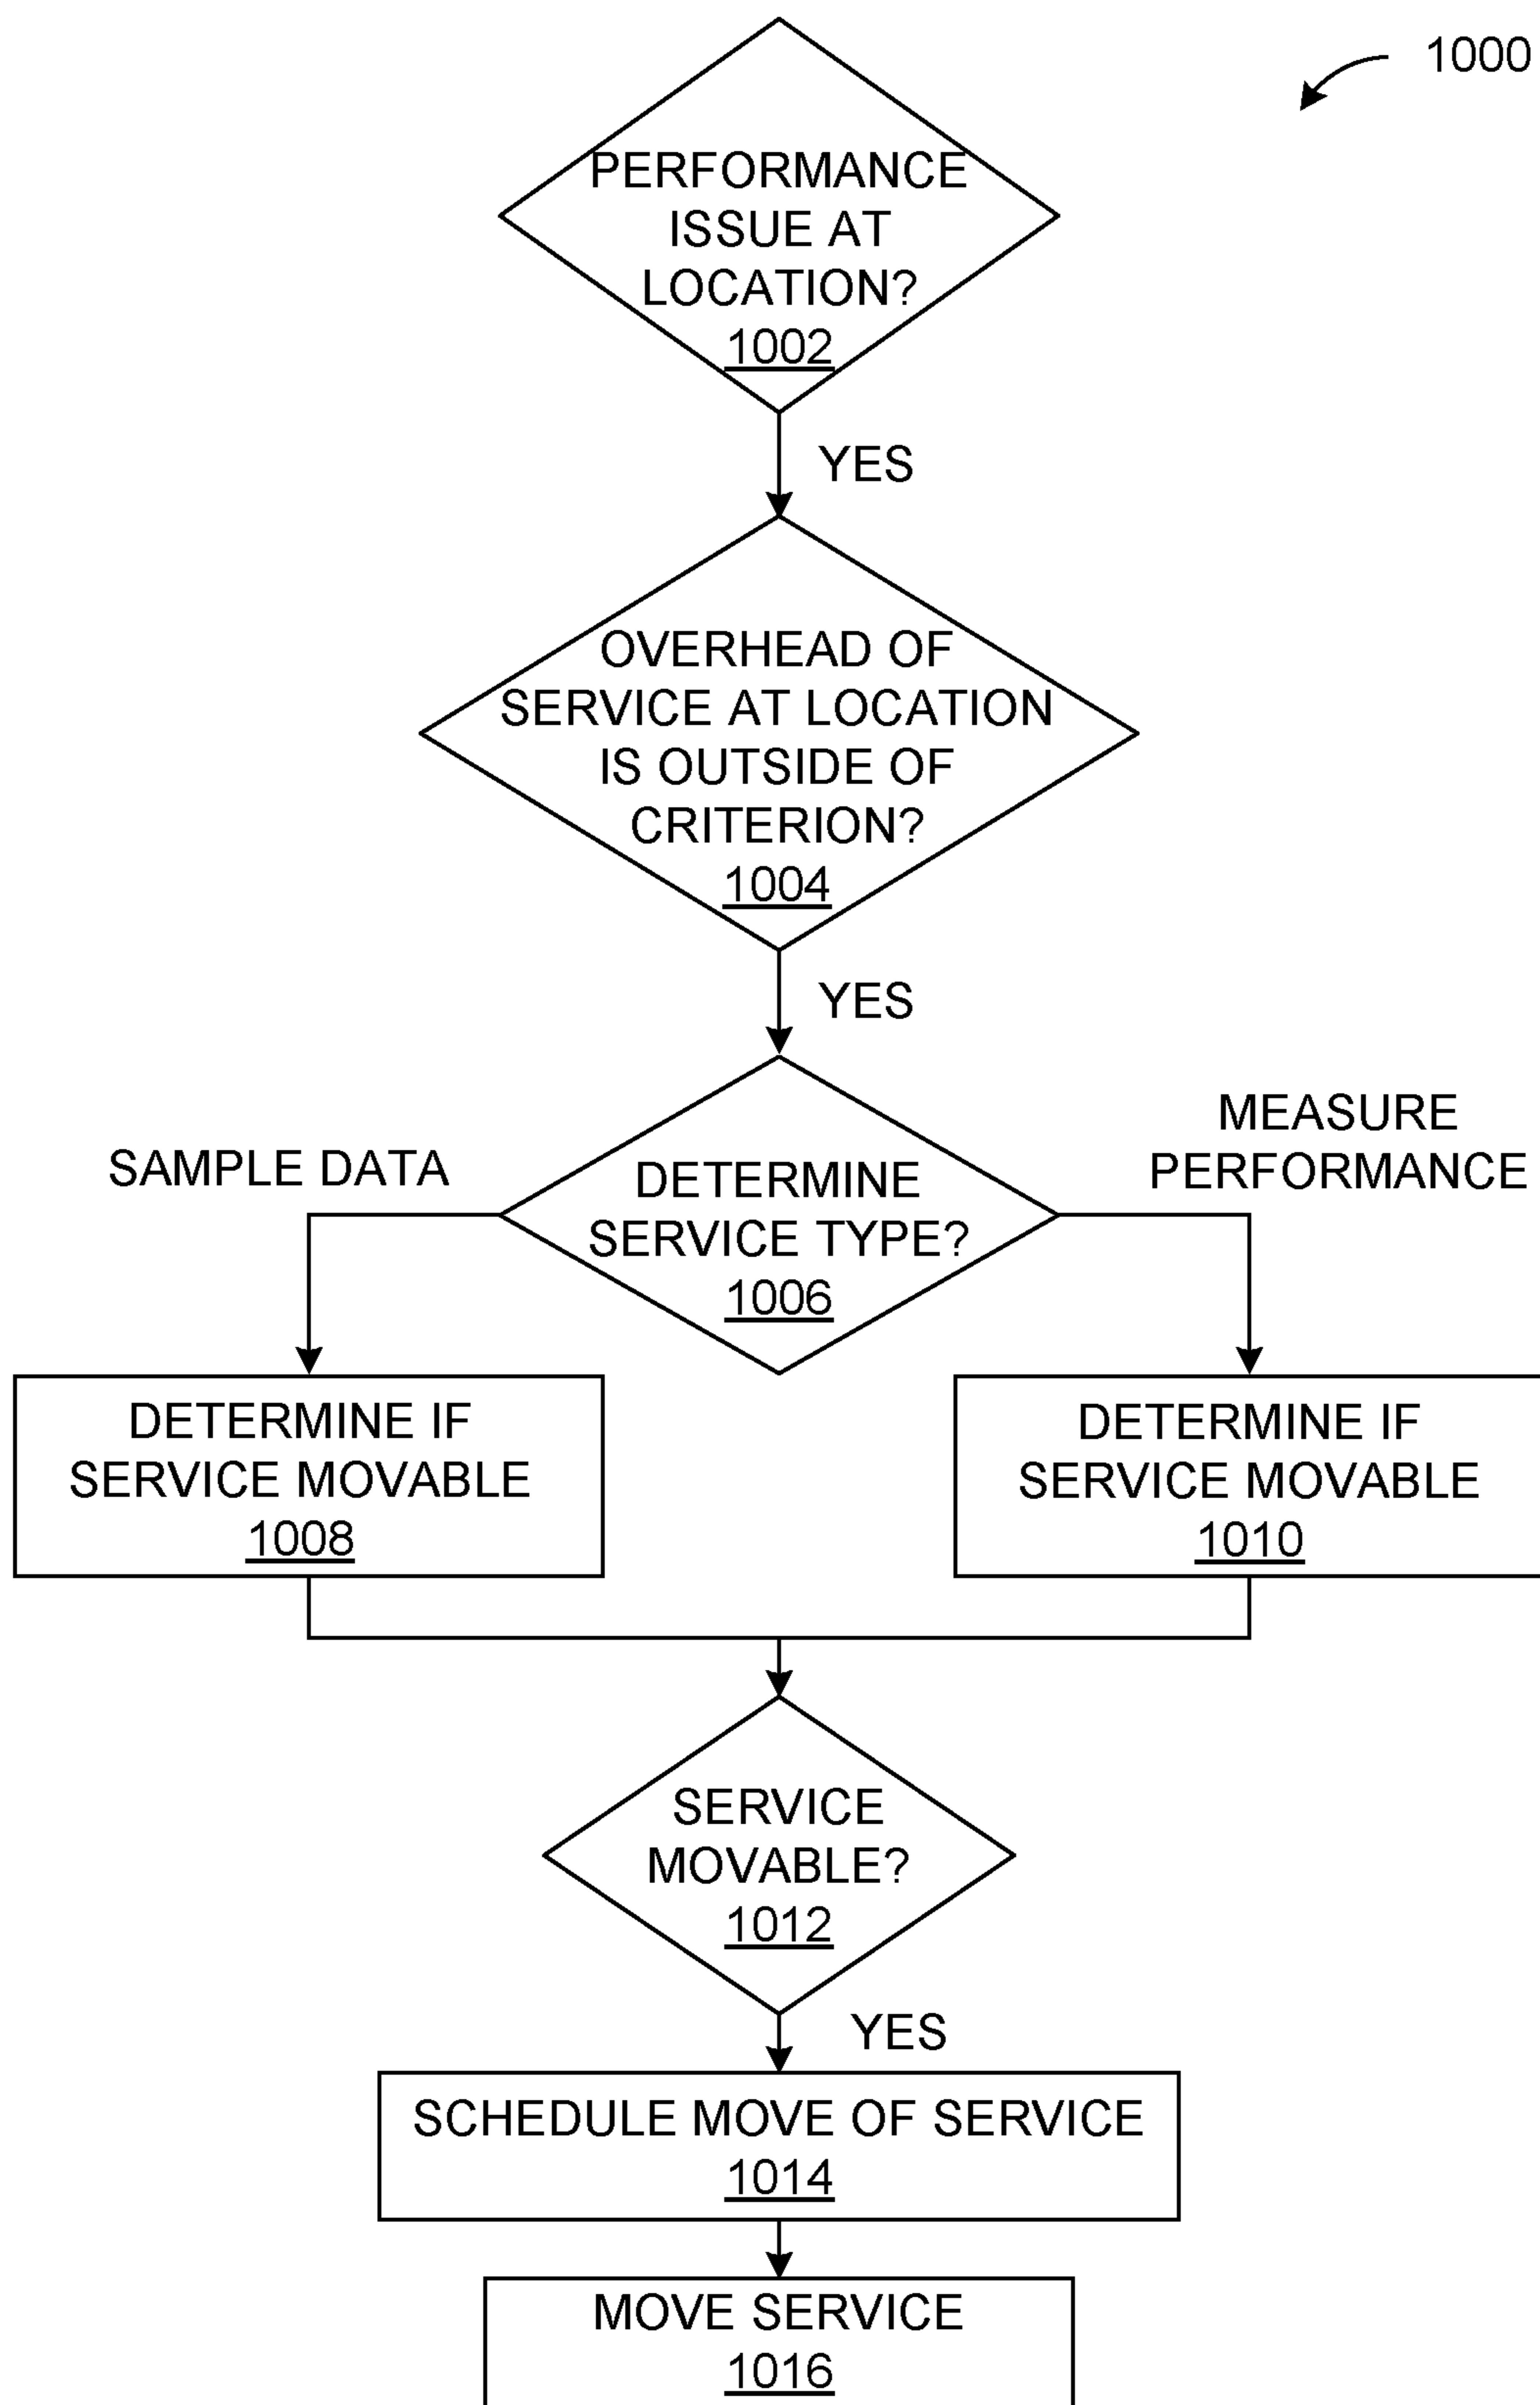 1000
PERFORMANCE
ISSUE AT
LOCATION?
1002
YES
OVERHEAD OF
SERVICE AT LOCATION
IS OUTSIDE OF
CRITERION?
1004
YES
SAMPLE DATA
MEASURE
PERFORMANCE
DETERMINE
SERVICE TYPE?
1006
DETERMINE IF
SERVICE MOVABLE
1008
DETERMINE IF
SERVICE MOVABLE
1010
SERVICE
MOVABLE?
1012
YES
SCHEDULE MOVE OF SERVICE
1014
MOVE SERVICE
1016